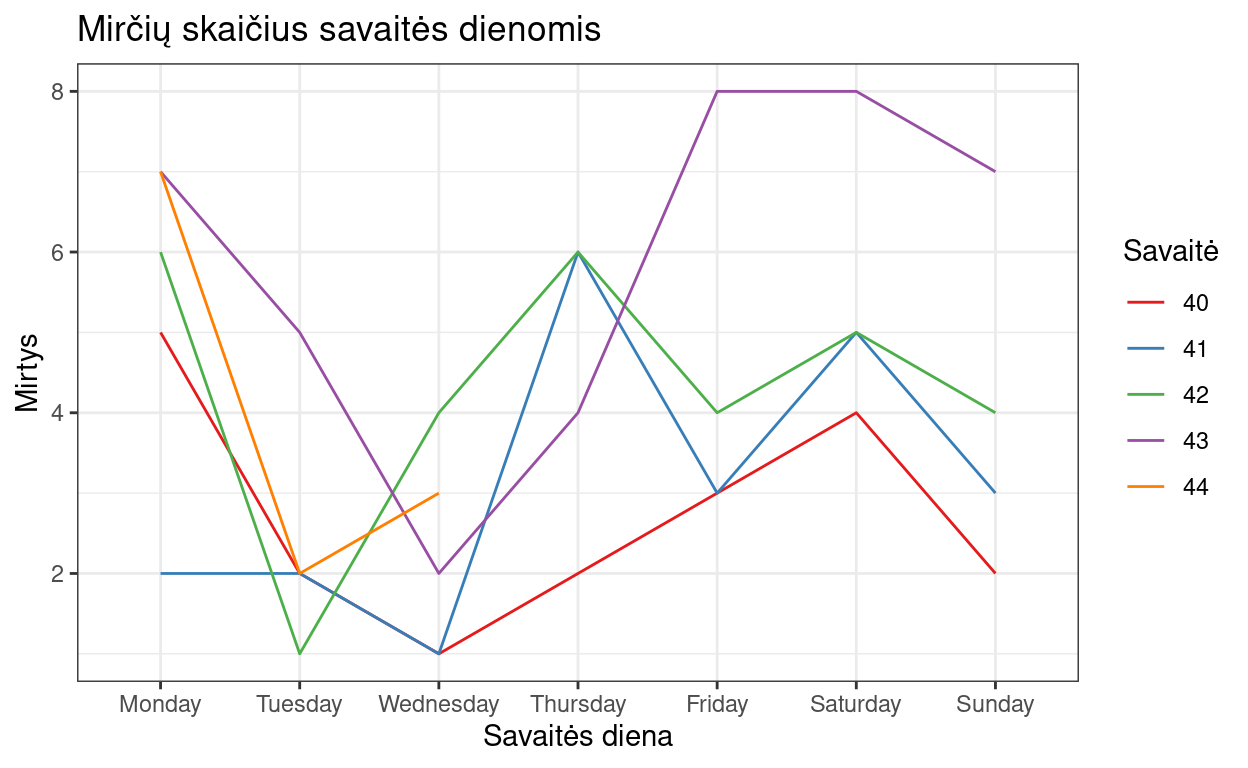 Mirčių skaičius savaitės dienomis
8
6
4
2
Mirtys
Monday Tuesday Wednesday Thursday Friday Saturday Sunday
Savaitės diena
Savaitė
40
41
42
43
44